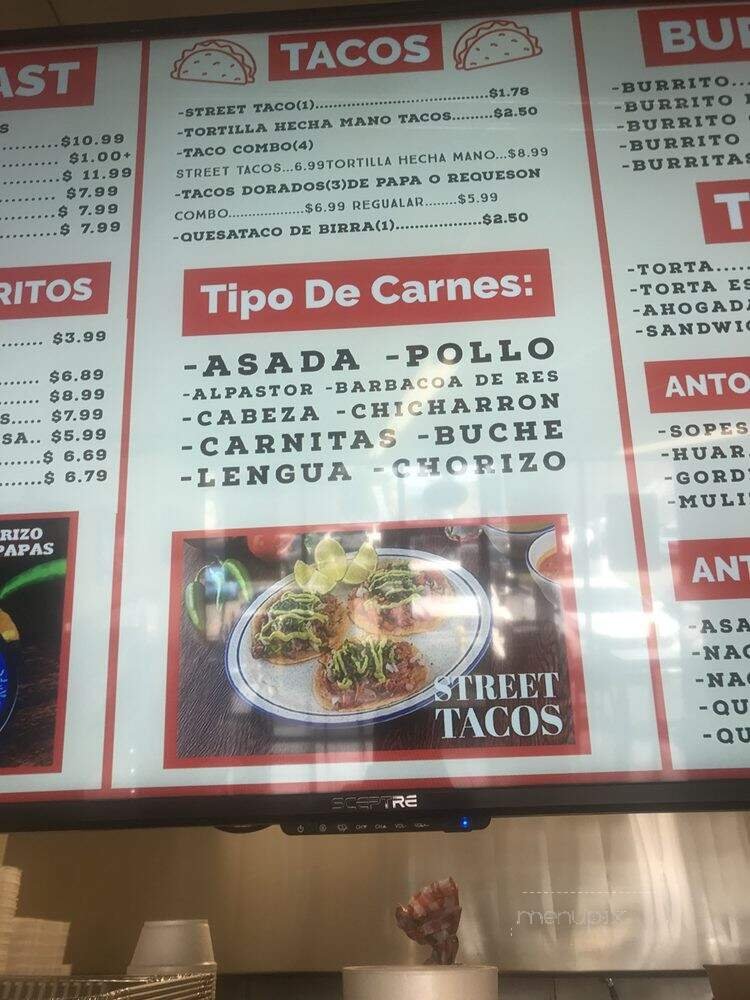 AST
S
$10.99
$1.00+
$ 11.99
$7.99
$ 7.99
$ 7.99
RITOS
$3.99
$6.89
$8.99
S..... $7.99
SA.. $5.99
$ 6.69
$ 6.79
RIZO
PAPAS
TACOS
-STREET TACO(1)..............................$1.78
-TORTILLA HECHA MANO TACOS.........$2.50
-TACO COMBO(4)
STREET TACOS...6.99TORTILLA HECHA MANO...$8.99
-TACOS DORADOS(3)DE PAPA O REQUESON
COMBO...............$6.99 REGUALAR.......$5.99
-QUESATACO DE BIRRA(1)....................$2.50
Tipo De Carnes:
-ASADA -POLLO
-ALPASTOR -BARBACOA DE RES
-CABEZA -CHICHARRON
-CARNITAS -BUCHE
-LENGUA -CHORIZO
STREET
TACOS
BU
-BURRITO...
-BURRITO
-BURRITO
-BURRITO
-BURRITAS
T
-TORTA.....
-TORTA ES
-AHOGADA
-SANDWIC
ANTO
-SOPES
-HUAR
-GORD
-MULI
ANT
-ASA
-NAC
-NA
-QU
-QU
SCEPTRE
menupix